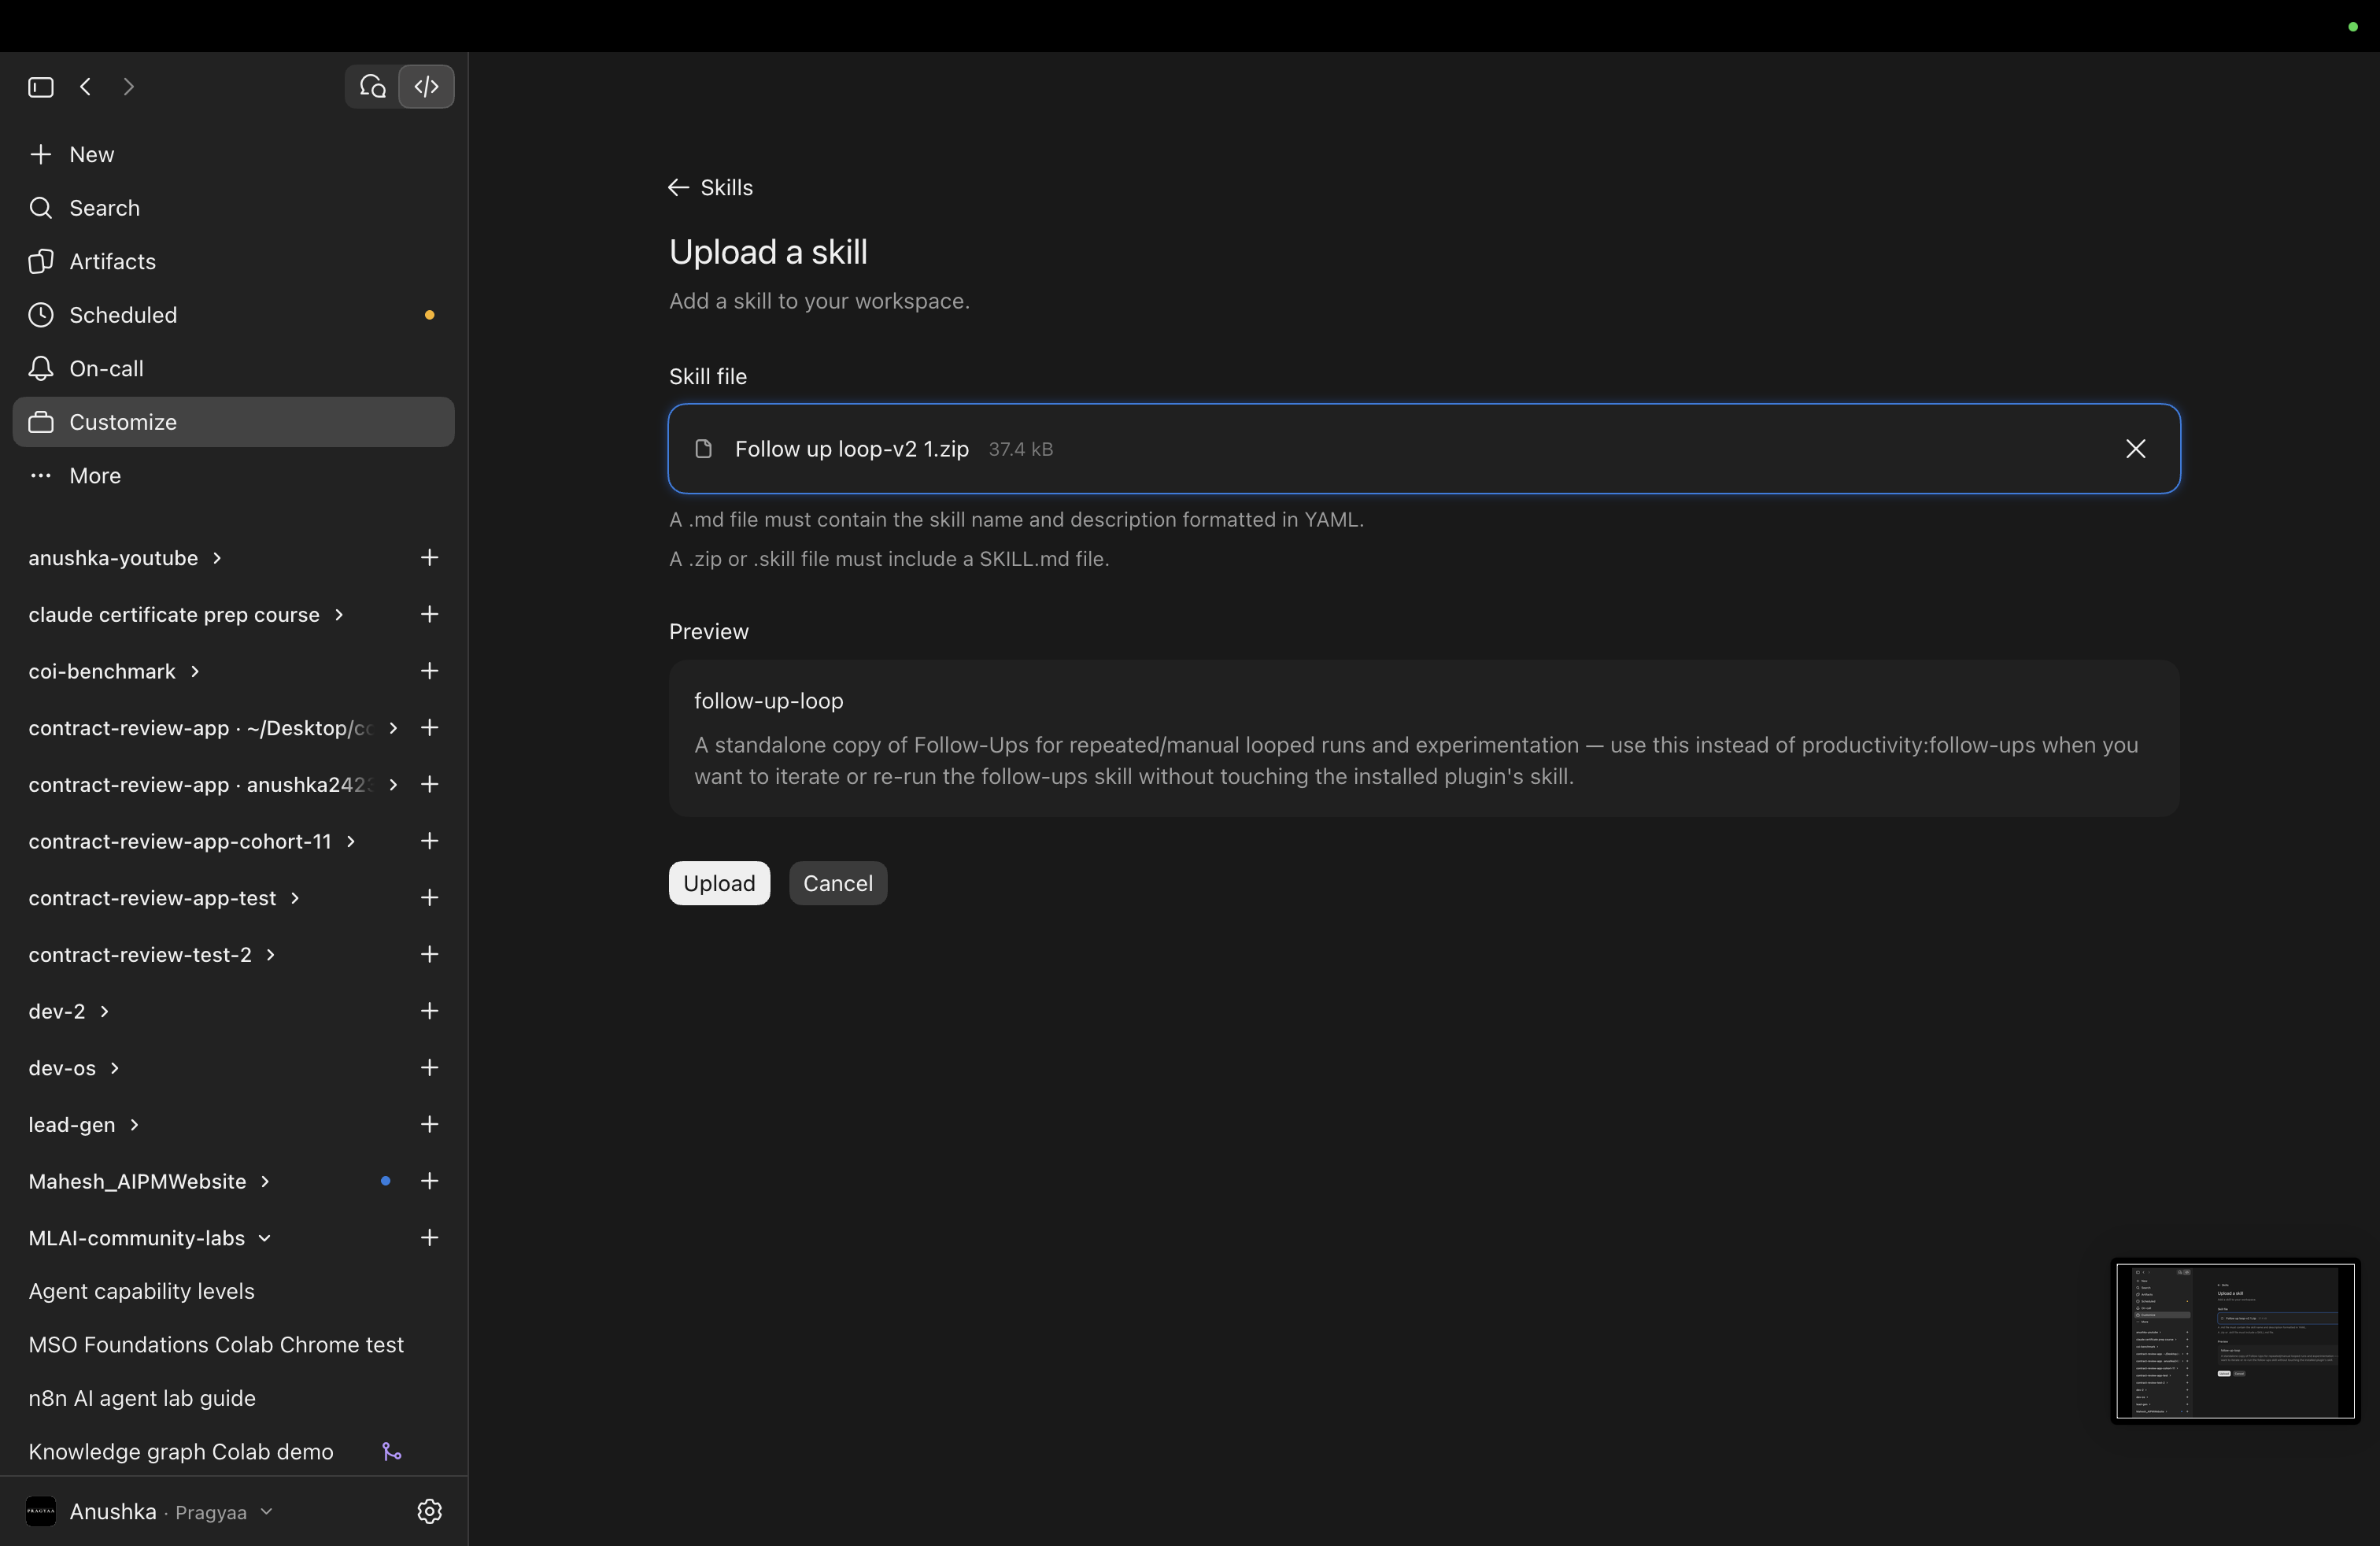 New
Search
Artifacts
Scheduled
On-call
Customize
More
anushka-youtube
claude certificate prep course
coi-benchmark
contract-review-app · ~/Desktop/co
contract-review-app · anushka2423
contract-review-app-cohort-11
contract-review-app-test
contract-review-test-2
dev-2
dev-os
lead-gen
Mahesh_AIPMWebsite
MLAI-community-labs
Agent capability levels
MSO Foundations Colab Chrome test
n8n AI agent lab guide
Knowledge graph Colab demo
PRAGYAA
Anushka · Pragyaa
Skills
Upload a skill
Add a skill to your workspace.
Skill file
Follow up loop-v2 1.zip 37.4 kB
A .md file must contain the skill name and description formatted in YAML.
A .zip or .skill file must include a SKILL.md file.
Preview
follow-up-loop
A standalone copy of Follow-Ups for repeated/manual looped runs and experimentation — use this instead of productivity:follow-ups when you
want to iterate or re-run the follow-ups skill without touching the installed plugin's skill.
Upload Cancel